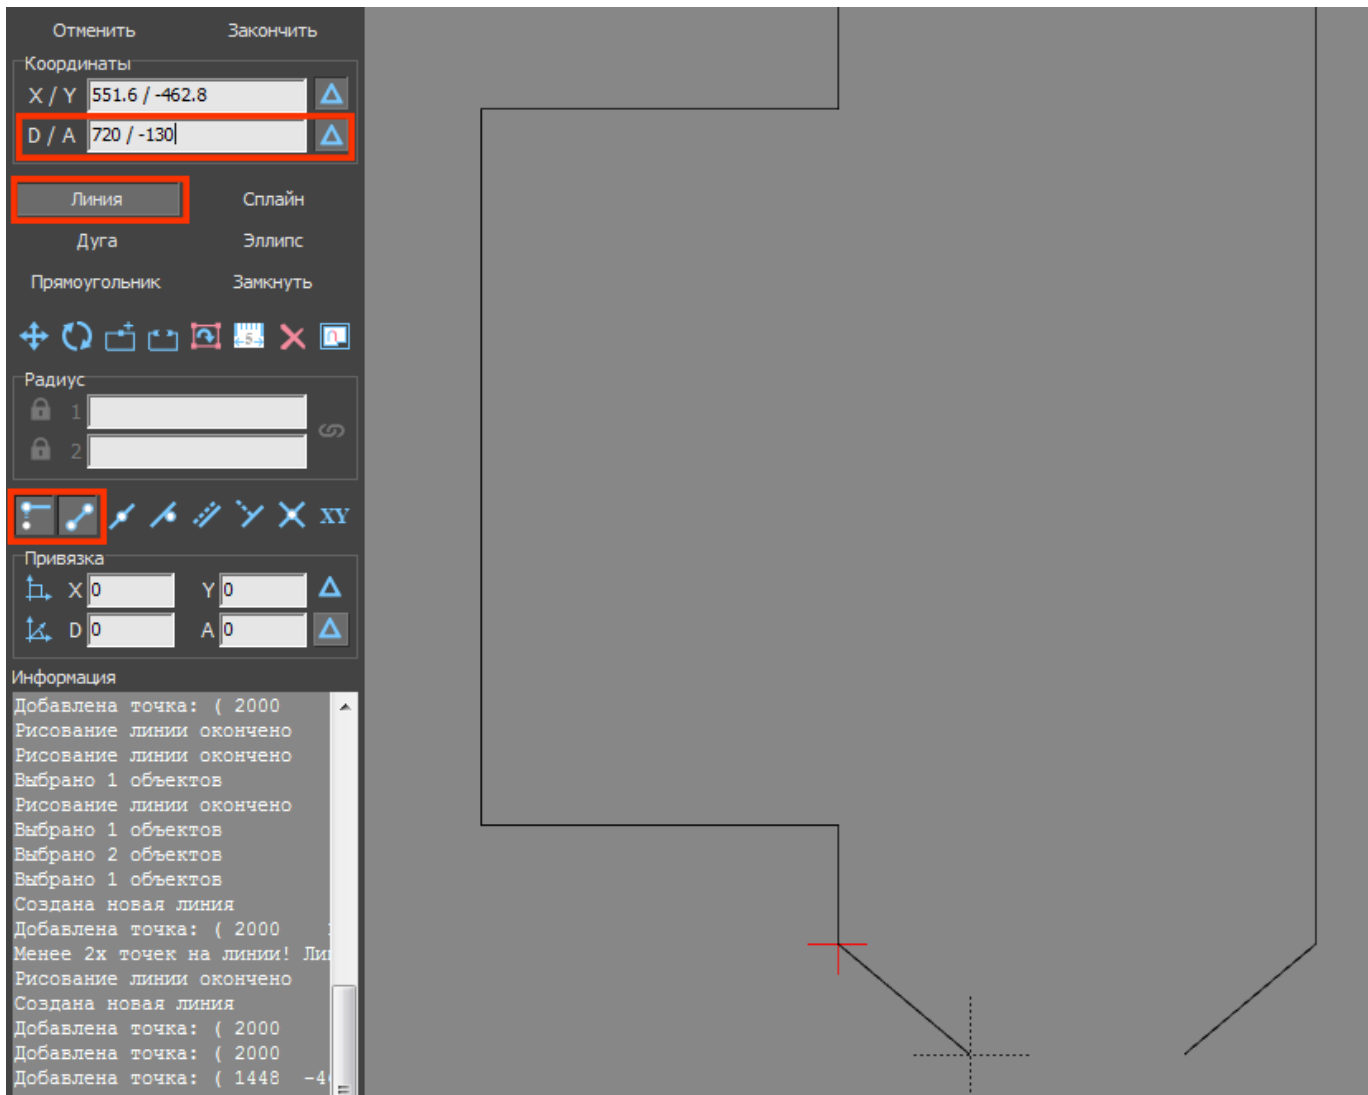 Отменить Закончить
Координаты
X / Y 551.6 / -462.8
D / A 720 / -130
Линия Сплайн
Дуга Эллипс
Прямоугольник Замкнуть
5
Радиус
1
2
XY
Привязка
X 0 Y 0
D 0 A 0
Информация
Добавлена точка: ( 2000
Рисование линии окончено
Рисование линии окончено
Выбрано 1 объектов
Рисование линии окончено
Выбрано 1 объектов
Выбрано 2 объектов
Выбрано 1 объектов
Создана новая линия
Добавлена точка: ( 2000
Менее 2х точек на линии! Ли
Рисование линии окончено
Создана новая линия
Добавлена точка: ( 2000
Добавлена точка: ( 2000
Добавлена точка: ( 1448 -4